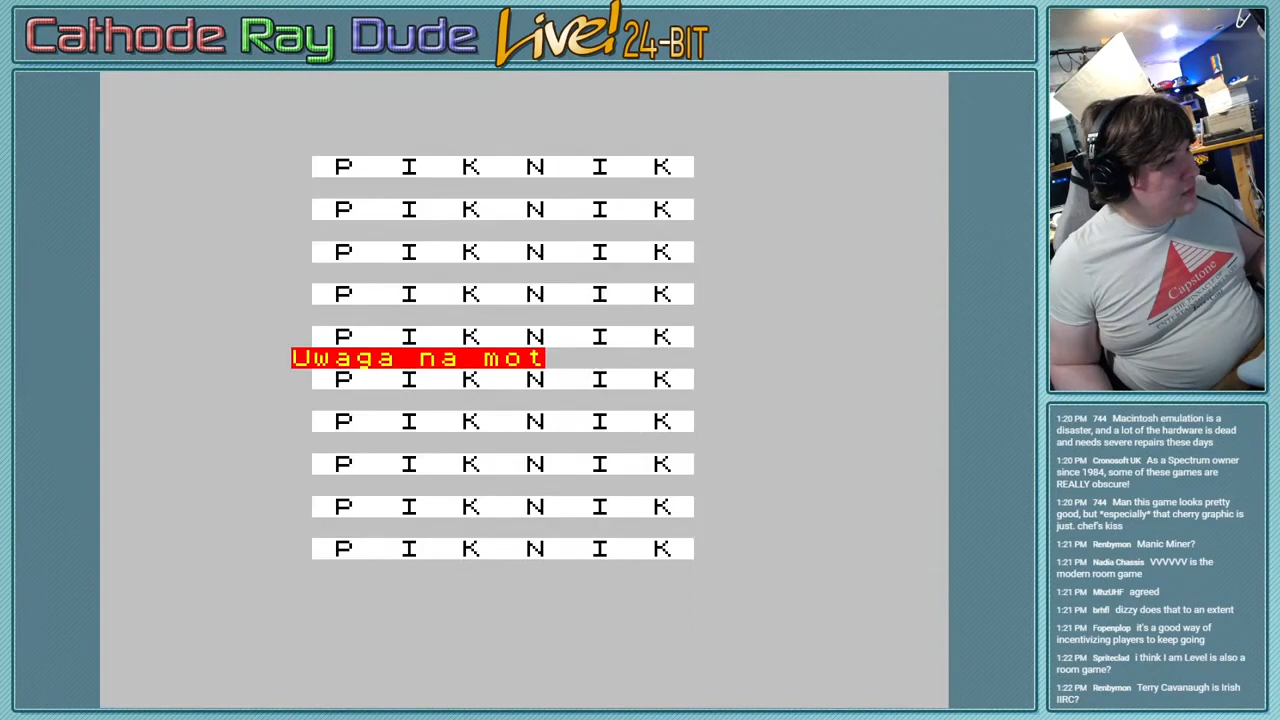 Cathode Ray Dude Live! 24-BIT
P I K N I K
P I K N I K
P I K N I K
P I K N I K
P I K N I K
Uwaga na mot
P I K N I K
P I K N I K
P I K N I K
P I K N I K
P I K N I K
Capstone
1:20 PM 744 Macintosh emulation is a
disaster, and a lot of the hardware is dead
and needs severe repairs these days
1:20 PM Cronosoft UK As a Spectrum owner
since 1984, some of these games are
REALLY obscure!
1:20 PM 744 Man this game looks pretty
good, but *especially* that cherry graphic is
just. chef's kiss
1:21 PM Renbymon Manic Miner?
1:21 PM Nadia Chassis VVVVVV is the
modern room game
1:21 PM MhzUHF agreed
1:21 PM brhfl dizzy does that to an extent
1:21 PM Fopenplop it's a good way of
incentivizing players to keep going
1:22 PM Spriteclad i think I am Level is also a
room game?
1:22 PM Renbymon Terry Cavanaugh is Irish
IIRC?